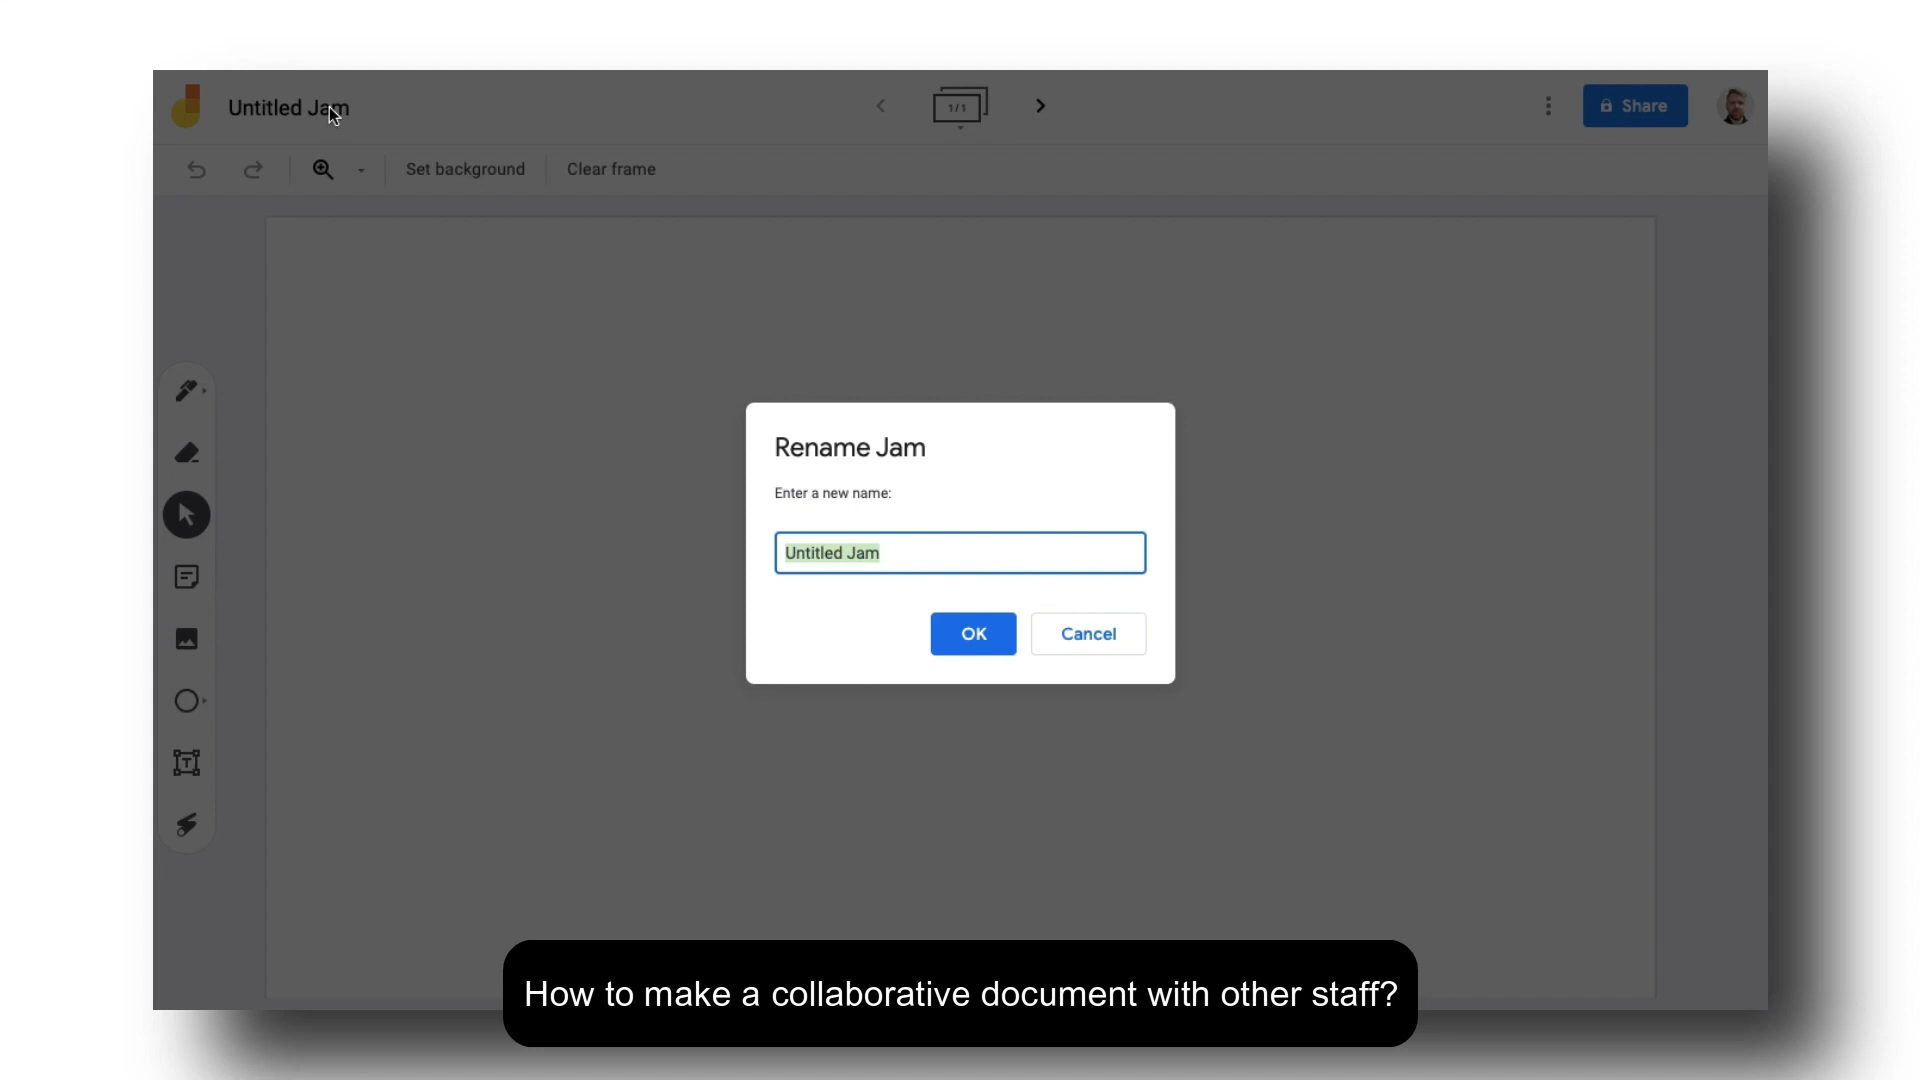 Untitled Jam
1/1
Share
Set background
Clear frame
Rename Jam
Enter a new name:
Untitled Jam
OK
Cancel
How to make a collaborative document with other staff?